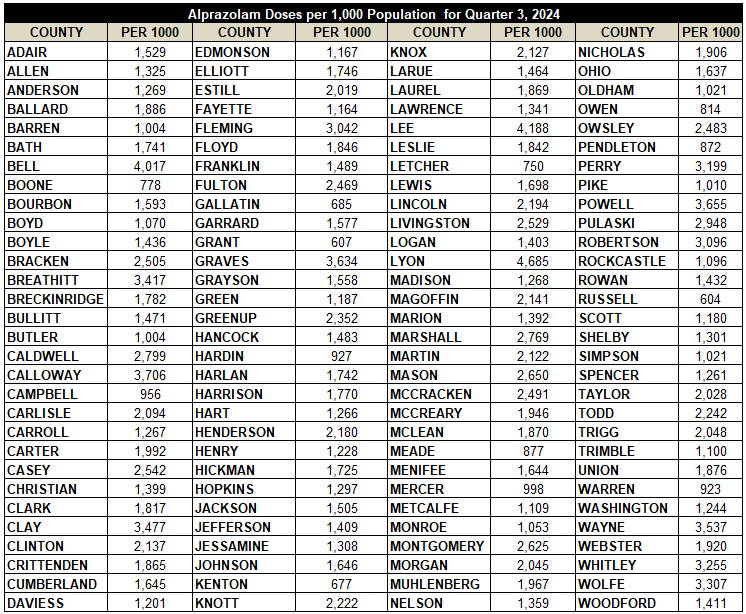 Alprazolam Doses per 1,000 Population for Quarter 3, 2024
COUNTY PER 1000 COUNTY PER 1000 COUNTY PER 1000 COUNTY PER 1000
ADAIR 1,529 EDMONSON 1,167 KNOX 2,127 NICHOLAS 1,906
ALLEN 1,325 ELLIOTT 1,746 LARUE 1,464 OHIO 1,637
ANDERSON 1,269 ESTILL 2,019 LAUREL 1,869 OLDHAM 1,021
BALLARD 1,886 FAYETTE 1,164 LAWRENCE 1,341 OWEN 814
BARREN 1,004 FLEMING 3,042 LEE 4,188 OWSLEY 2,483
BATH 1,741 FLOYD 1,846 LESLIE 1,842 PENDLETON 872
BELL 4,017 FRANKLIN 1,489 LETCHER 750 PERRY 3,199
BOONE 778 FULTON 2,469 LEWIS 1,698 PIKE 1,010
BOURBON 1,593 GALLATIN 685 LINCOLN 2,194 POWELL 3,655
BOYD 1,070 GARRARD 1,577 LIVINGSTON 2,529 PULASKI 2,948
BOYLE 1,436 GRANT 607 LOGAN 1,403 ROBERTSON 3,096
BRACKEN 2,505 GRAVES 3,634 LYON 4,685 ROCKCASTLE 1,096
BREATHITT 3,417 GRAYSON 1,558 MADISON 1,268 ROWAN 1,432
BRECKINRIDGE 1,782 GREEN 1,187 MAGOFFIN 2,141 RUSSELL 604
BULLITT 1,471 GREENUP 2,352 MARION 1,392 SCOTT 1,180
BUTLER 1,004 HANCOCK 1,483 MARSHALL 2,769 SHELBY 1,301
CALDWELL 2,799 HARDIN 927 MARTIN 2,122 SIMPSON 1,021
CALLOWAY 3,706 HARLAN 1,742 MASON 2,650 SPENCER 1,261
CAMPBELL 956 HARRISON 1,770 MCCRACKEN 2,491 TAYLOR 2,028
CARLISLE 2,094 HART 1,266 MCCREARY 1,946 TODD 2,242
CARROLL 1,267 HENDERSON 2,180 MCLEAN 1,870 TRIGG 2,048
CARTER 1,992 HENRY 1,228 MEADE 877 TRIMBLE 1,100
CASEY 2,542 HICKMAN 1,725 MENIFEE 1,644 UNION 1,876
CHRISTIAN 1,399 HOPKINS 1,297 MERCER 998 WARREN 923
CLARK 1,817 JACKSON 1,505 METCALFE 1,109 WASHINGTON 1,244
CLAY 3,477 JEFFERSON 1,409 MONROE 1,053 WAYNE 3,537
CLINTON 2,137 JESSAMINE 1,308 MONTGOMERY 2,625 WEBSTER 1,920
CRITTENDEN 1,865 JOHNSON 1,646 MORGAN 2,045 WHITLEY 3,255
CUMBERLAND 1,645 KENTON 677 MUHLENBERG 1,967 WOLFE 3,307
DAVIESS 1,201 KNOTT 2,222 NELSON 1,359 WOODFORD 1,411